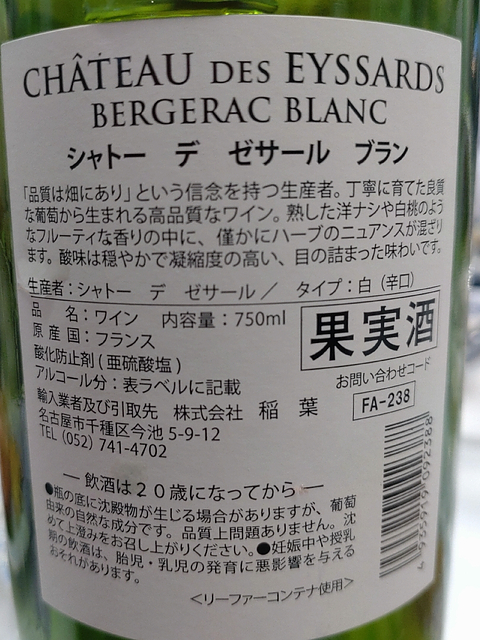 CHÂTEAU DES EYSSARDS
BERGERAC BLANC
シャトー デ ゼサール ブラン
「品質は畑にあり」という信念を持つ生産者。丁寧に育てた良質
な葡萄から生まれる高品質なワイン。熟した洋ナシや白桃のよう
なフルーティな香りの中に、僅かにハーブのニュアンスが混ざり
ます。酸味は穏やかで凝縮度の高い、目の詰まった味わいです。
生産者：シャトー デ ゼサール／ タイプ：白（辛口）
品 名：ワイン 内容量：750ml
原 産 国：フランス
酸化防止剤(亜硫酸塩)
アルコール分：表ラベルに記載
果実酒
お問い合わせコード
FA-238
輸入業者及び引取先 株式会社 稲 葉
名古屋市千種区今池 5-9-12
TEL (052) 741-4702
― 飲酒は２０歳になってから ―
●瓶の底に沈殿物が生じる場合がありますが、葡萄
由来の自然な成分です。品質上問題ありません。沈
めて上澄みをお召し上がりください。●妊娠中や授乳
期の飲酒は、胎児・乳児の発育に悪影響を与える
おそれがあります。
＜リーファーコンテナ使用＞
4 935919 092388